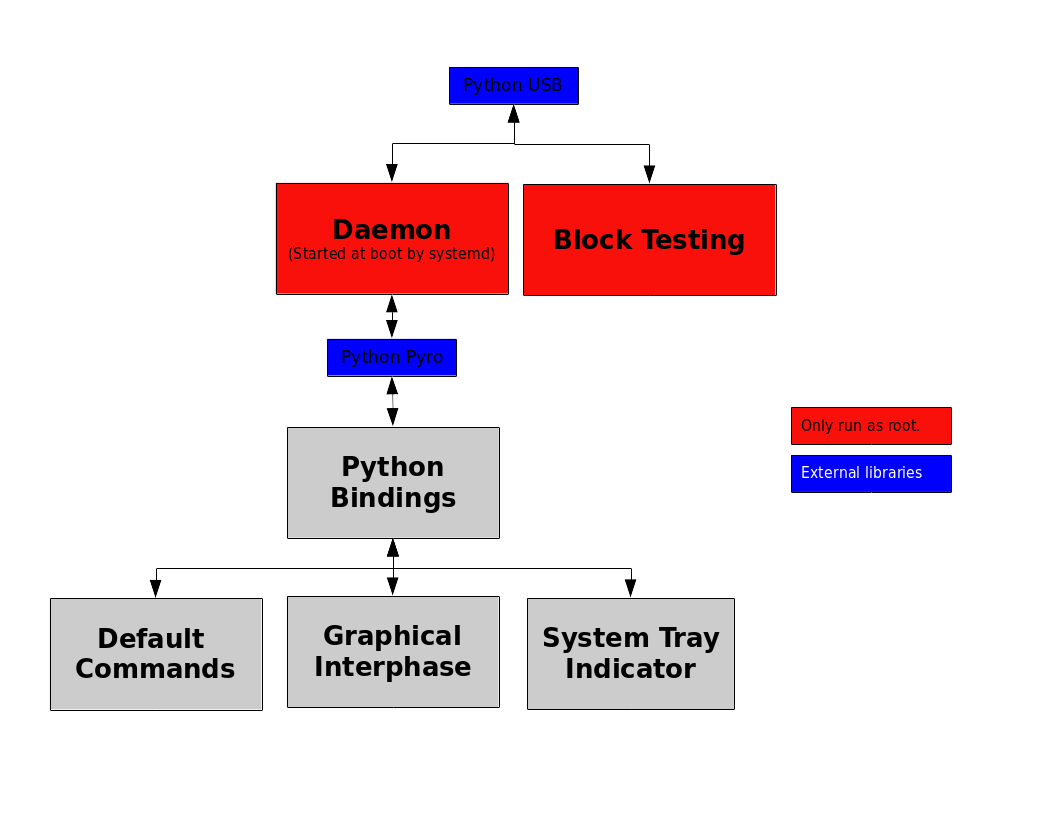 Python USB
Daemon
(Started at boot by systemd)
Block Testing
Python Pyro
Python
Bindings
Only run as root.
External libraries
Default
Commands
Graphical
Interphase
System Tray
Indicator